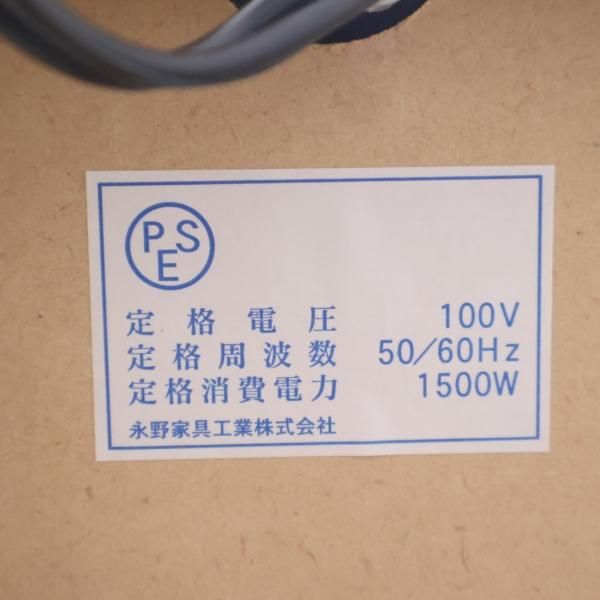 PSE
定格電圧 100V
定格周波数 50/60Hz
定格消費電力 1500W
永野家具工業株式会社